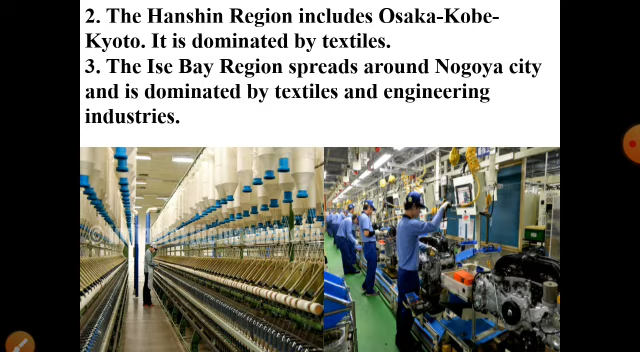 2. The Hanshin Region includes Osaka-Kobe-
Kyoto. It is dominated by textiles.
3. The Ise Bay Region spreads around Nogoya city
and is dominated by textiles and engineering
industries.